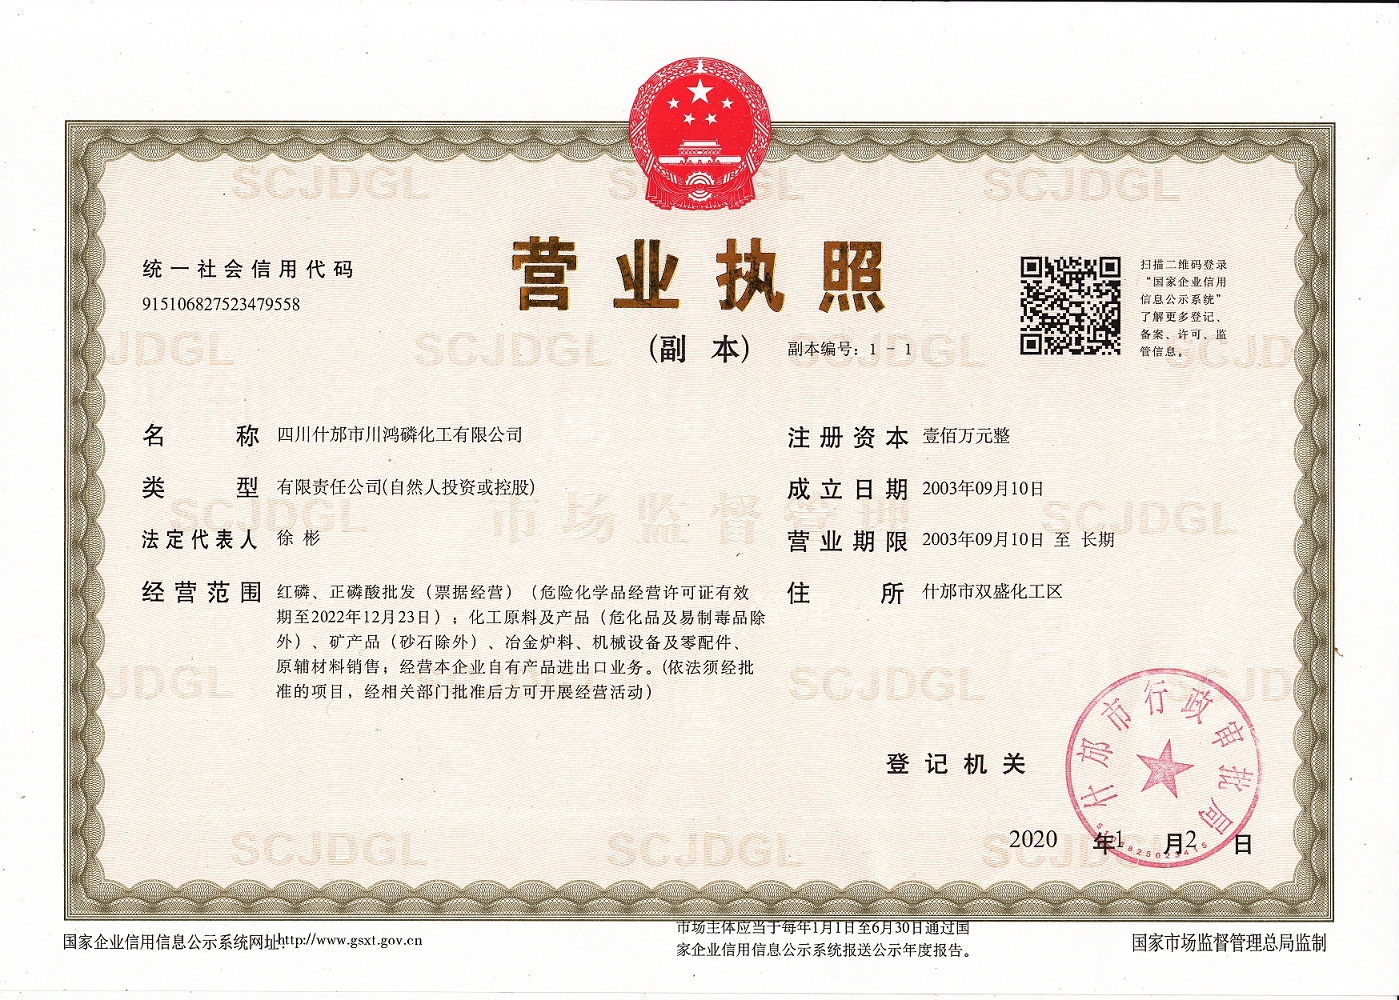 营业执照
(副 本) 副本编号：1 - 1
统一社会信用代码
915106827523479558
扫描二维码登录
“国家企业信用
信息公示系统”
了解更多登记、
备案、许可、监
管信息。
名 称 四川什邡市川鸿磷化工有限公司
类 型 有限责任公司(自然人投资或控股)
法定代表人 徐 彬
经营范围 红磷、正磷酸批发（票据经营）（危险化学品经营许可证有效
期至2022年12月23日）；化工原料及产品（危化品及易制毒品除
外）、矿产品（砂石除外）、冶金炉料、机械设备及零配件、
原辅材料销售；经营本企业自有产品进出口业务。(依法须经批
准的项目，经相关部门批准后方可开展经营活动)
注册资本 壹佰万元整
成立日期 2003年09月10日
营业期限 2003年09月10日 至 长期
住 所 什邡市双盛化工区
登记机关
什邡市行政审批局
2020 年1 月2 日
国家企业信用信息公示系统网址:http://www.gsxt.gov.cn
市场主体应当于每年1月1日至6月30日通过国
家企业信用信息公示系统报送公示年度报告。
国家市场监督管理总局监制
SCJDGL
市场监督管理